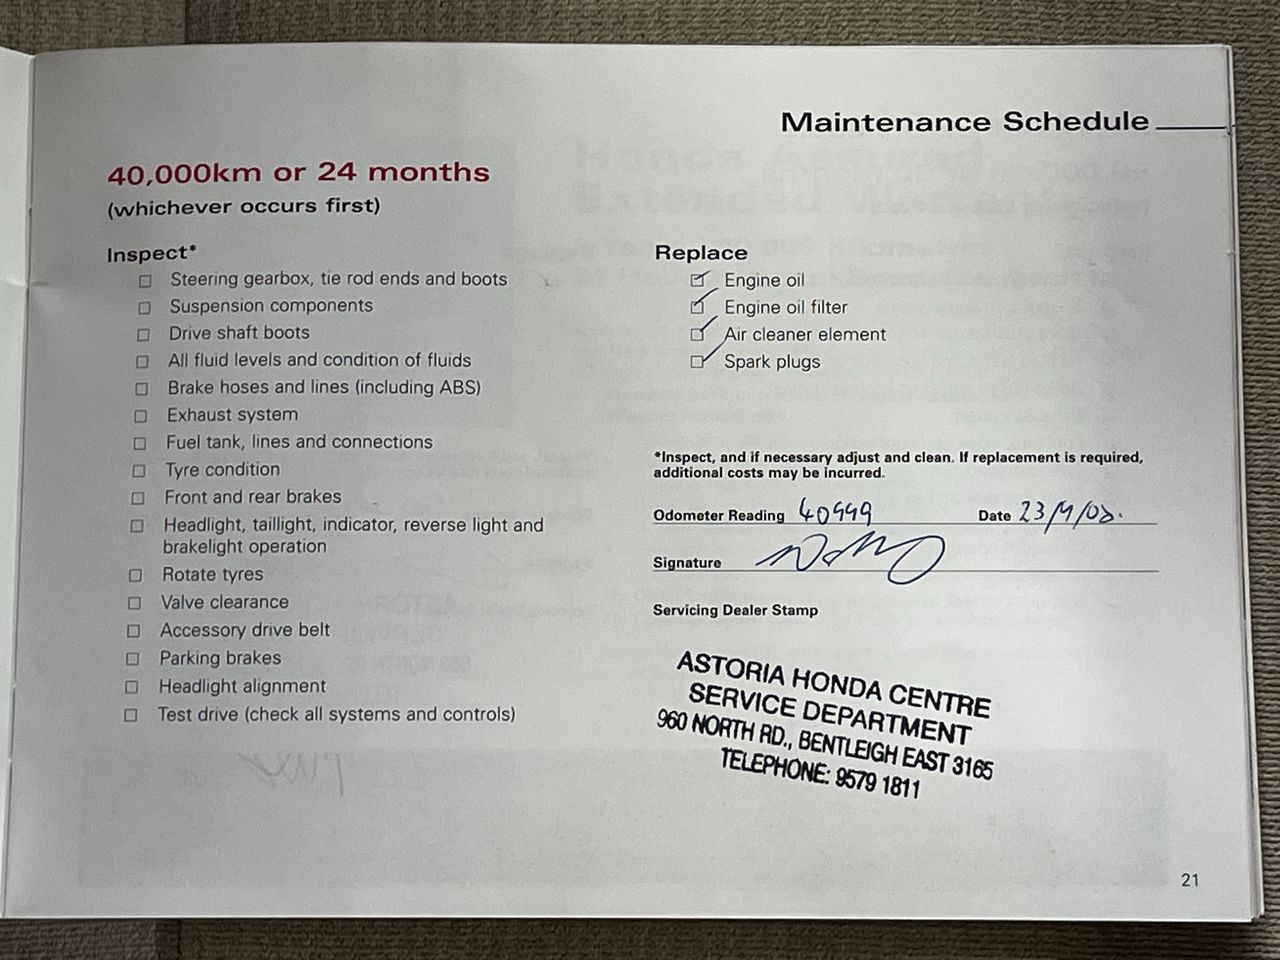 Maintenance Schedule
40,000km or 24 months
(whichever occurs first)
Inspect*
Steering gearbox, tie rod ends and boots
Suspension components
Drive shaft boots
All fluid levels and condition of fluids
Brake hoses and lines (including ABS)
Exhaust system
Fuel tank, lines and connections
Tyre condition
Front and rear brakes
Headlight, taillight, indicator, reverse light and
brakelight operation
Rotate tyres
Valve clearance
Accessory drive belt
Parking brakes
Headlight alignment
Test drive (check all systems and controls)
Replace
Engine oil
Engine oil filter
Air cleaner element
Spark plugs
*Inspect, and if necessary adjust and clean. If replacement is required,
additional costs may be incurred.
Odometer Reading 40999 Date
Signature
Servicing Dealer Stamp
ASTORIA HONDA CENTRE
SERVICE DEPARTMENT
960 NORTH RD., BENTLEIGH EAST 3165
TELEPHONE: 9579 1811
21